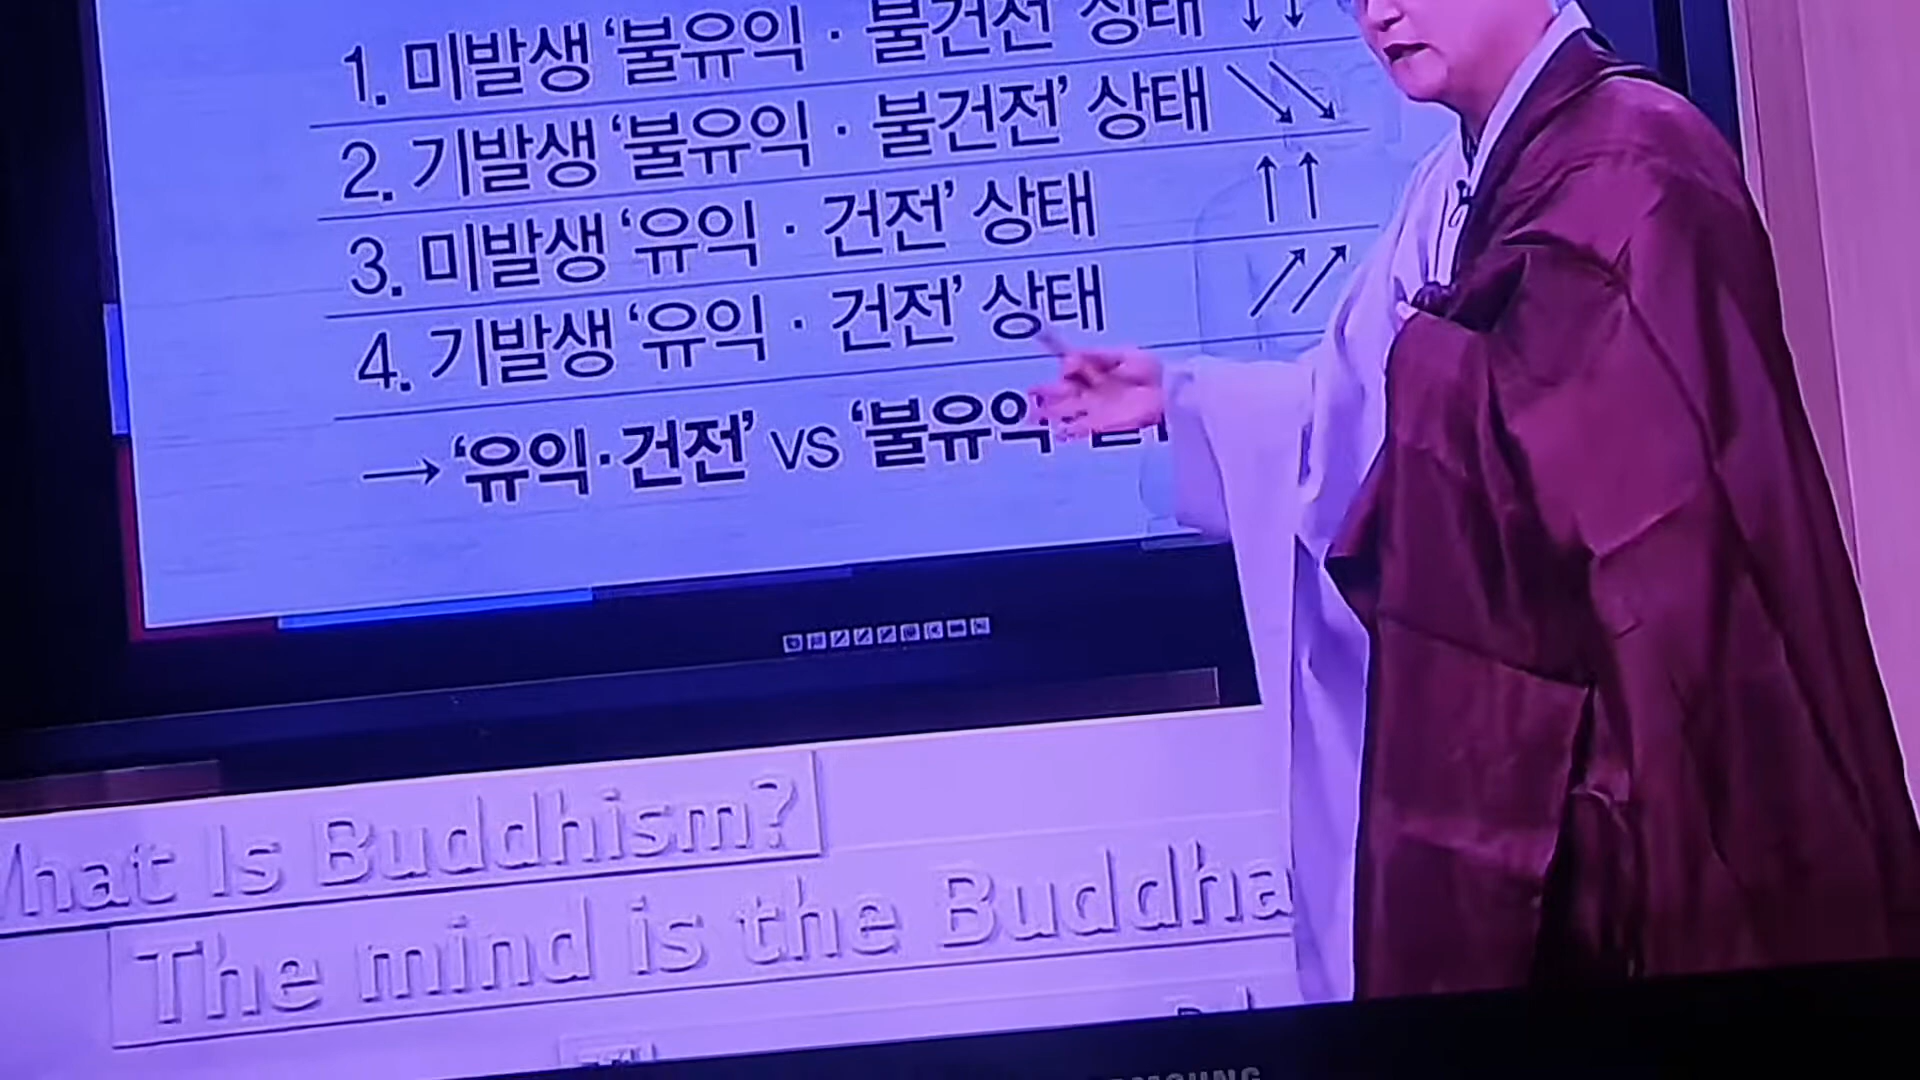 1. 미발생 ‘불유익 · 불건전’ 상태 ↓↓
2. 기발생 ‘불유익 · 불건전’ 상태 ↘↘
3. 미발생 ‘유익 · 건전’ 상태 ↑↑
4. 기발생 ‘유익 · 건전’ 상태 ↗↗
→ ‘유익·건전’ vs ‘불유익
What Is Buddhism?
The mind is the Buddha
SAMSUNG